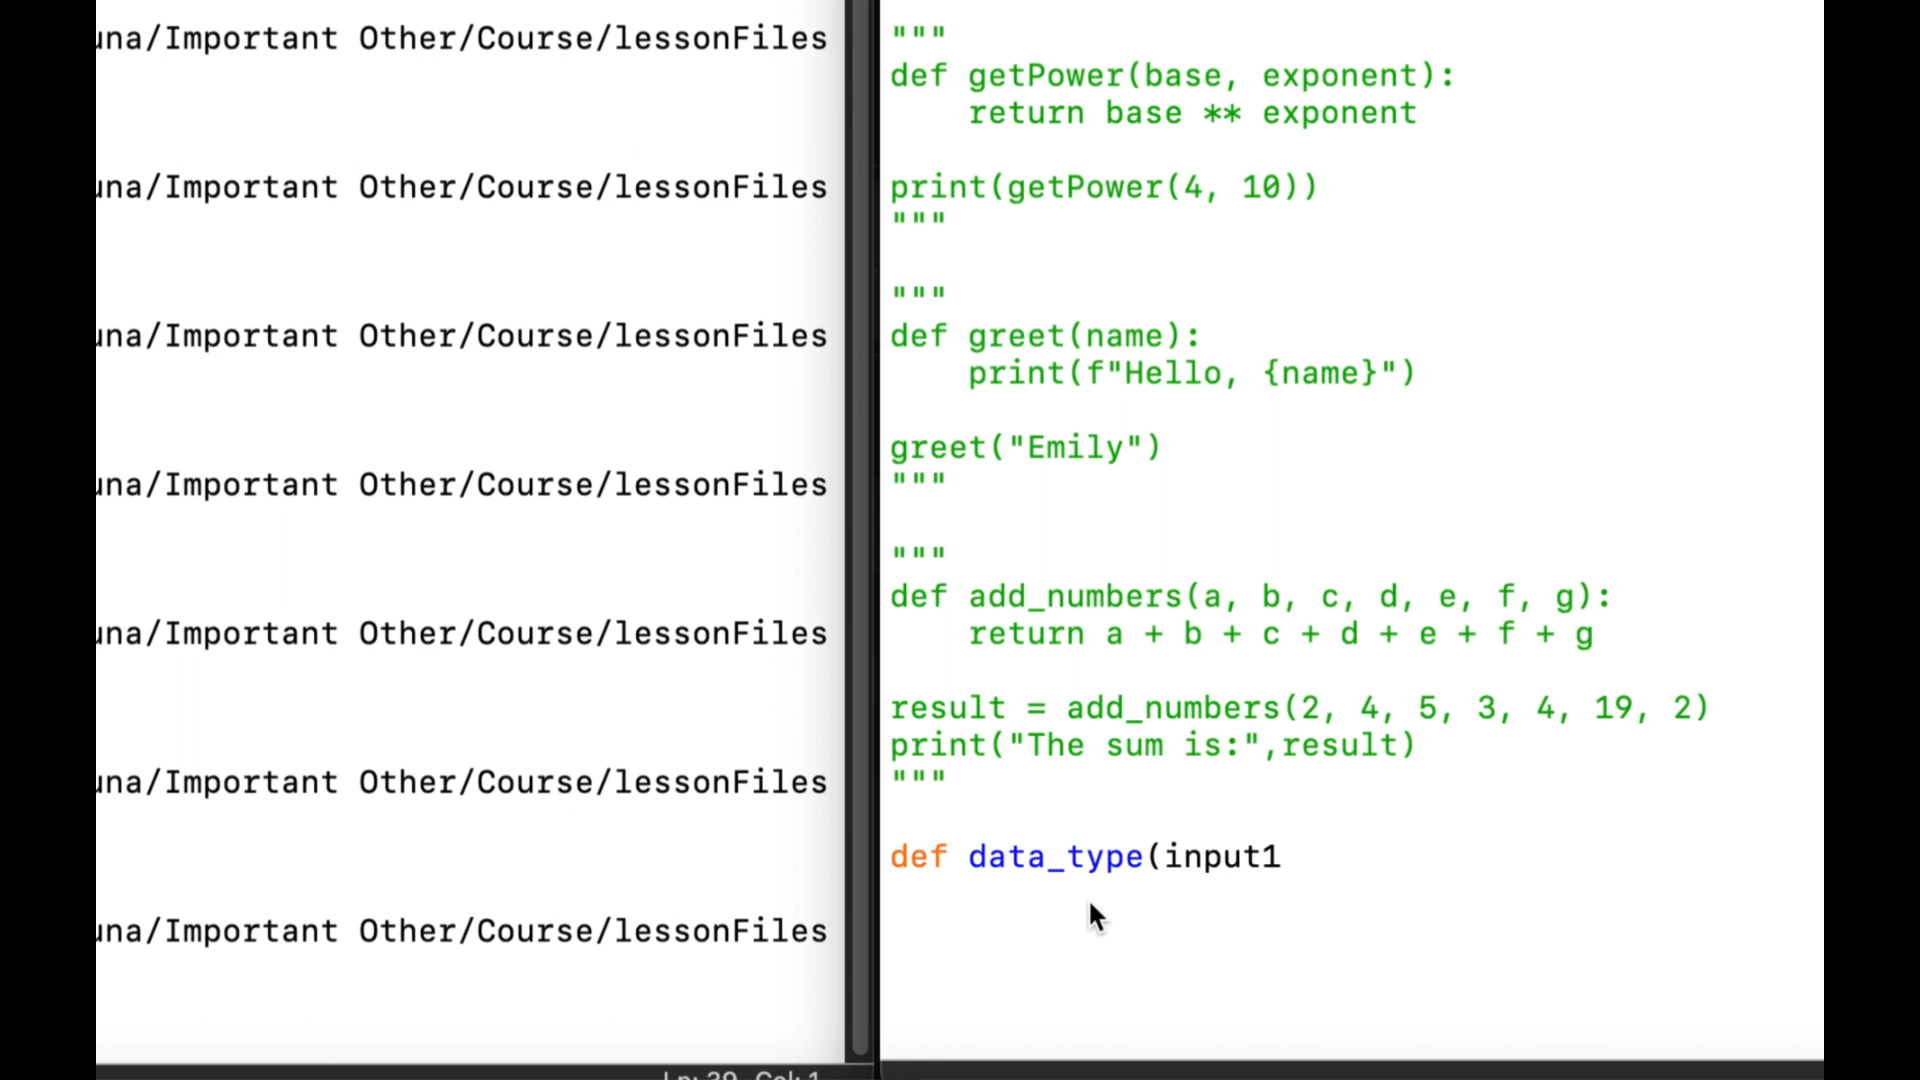 una/Important Other/Course/lessonFiles
una/Important Other/Course/lessonFiles
una/Important Other/Course/lessonFiles
una/Important Other/Course/lessonFiles
una/Important Other/Course/lessonFiles
una/Important Other/Course/lessonFiles
una/Important Other/Course/lessonFiles
"""
def getPower(base, exponent):
    return base ** exponent
print(getPower(4, 10))
"""
"""
def greet(name):
    print(f"Hello, {name}")
greet("Emily")
"""
"""
def add_numbers(a, b, c, d, e, f, g):
    return a + b + c + d + e + f + g
result = add_numbers(2, 4, 5, 3, 4, 19, 2)
print("The sum is:",result)
"""
def data_type(input1